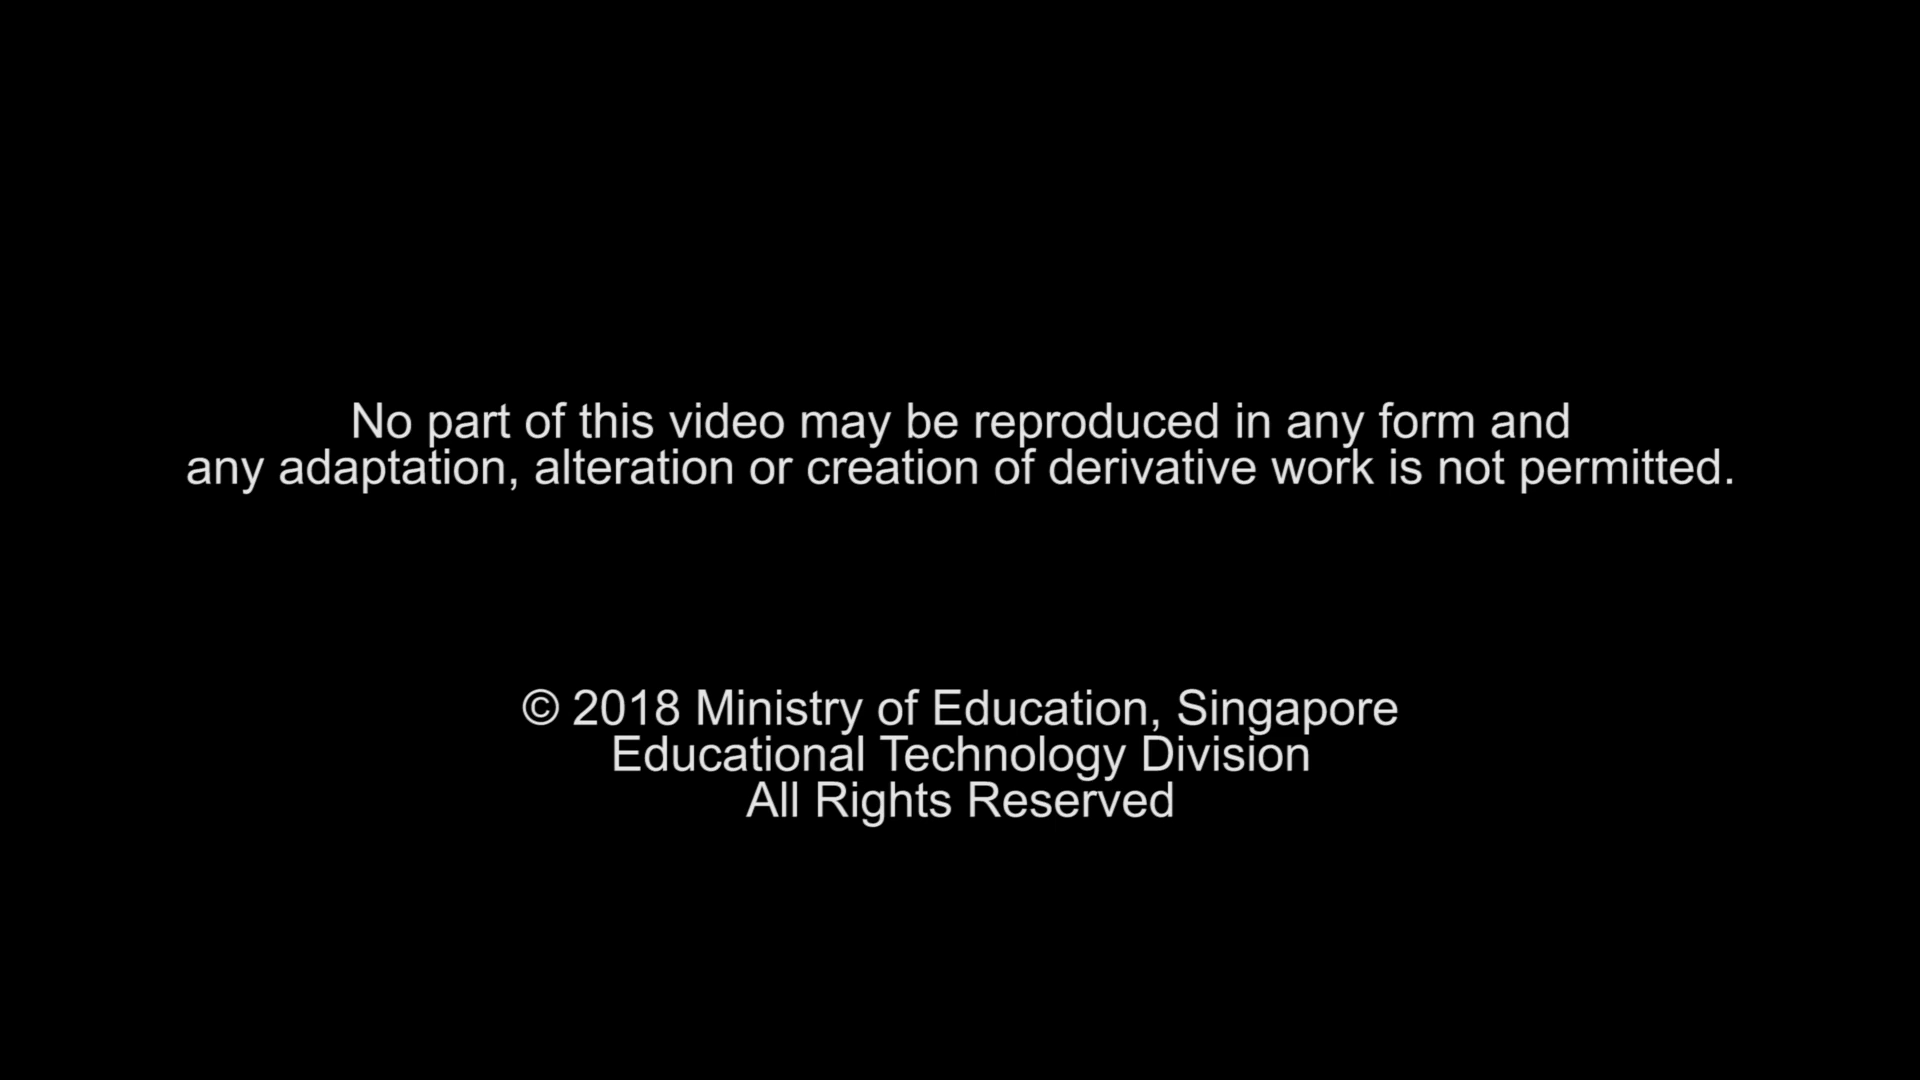 No part of this video may be reproduced in any form and
any adaptation, alteration or creation of derivative work is not permitted.
© 2018 Ministry of Education, Singapore
Educational Technology Division
All Rights Reserved